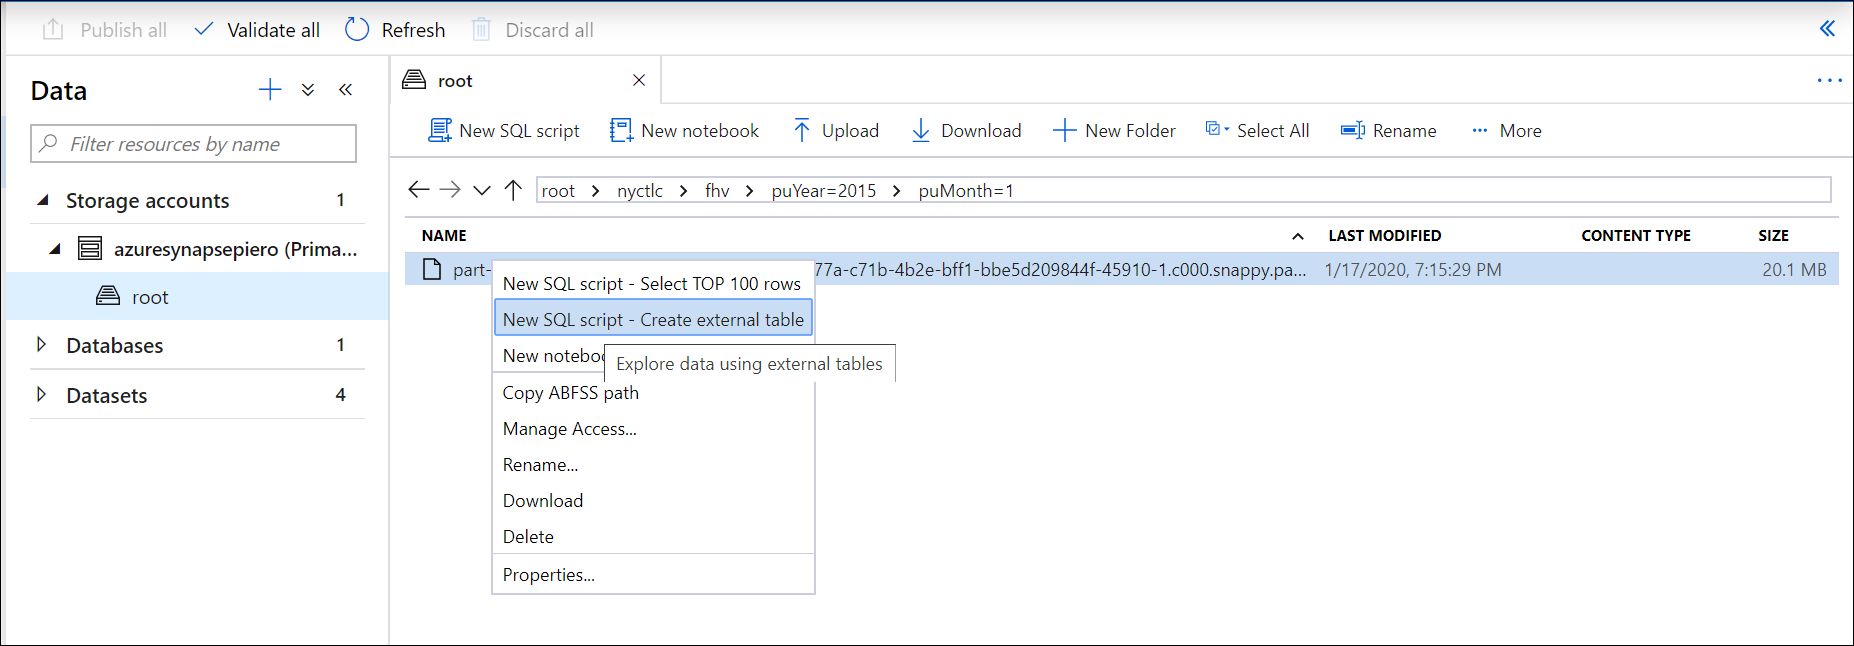 Publish all Validate all Refresh Discard all
Data
root
Filter resources by name
New SQL script New notebook Upload Download New Folder Select All Rename More
Storage accounts 1
azuresynapsepiero (Prima...
root
Databases 1
Datasets 4
root > nyctlc > fhv > puYear=2015 > puMonth=1
NAME LAST MODIFIED CONTENT TYPE SIZE
part- 77a-c71b-4b2e-bff1-bbe5d209844f-45910-1.c000.snappy.pa... 1/17/2020, 7:15:29 PM 20.1 MB
New SQL script - Select TOP 100 rows
New SQL script - Create external table
New notebo
Explore data using external tables
Copy ABFSS path
Manage Access...
Rename...
Download
Delete
Properties...